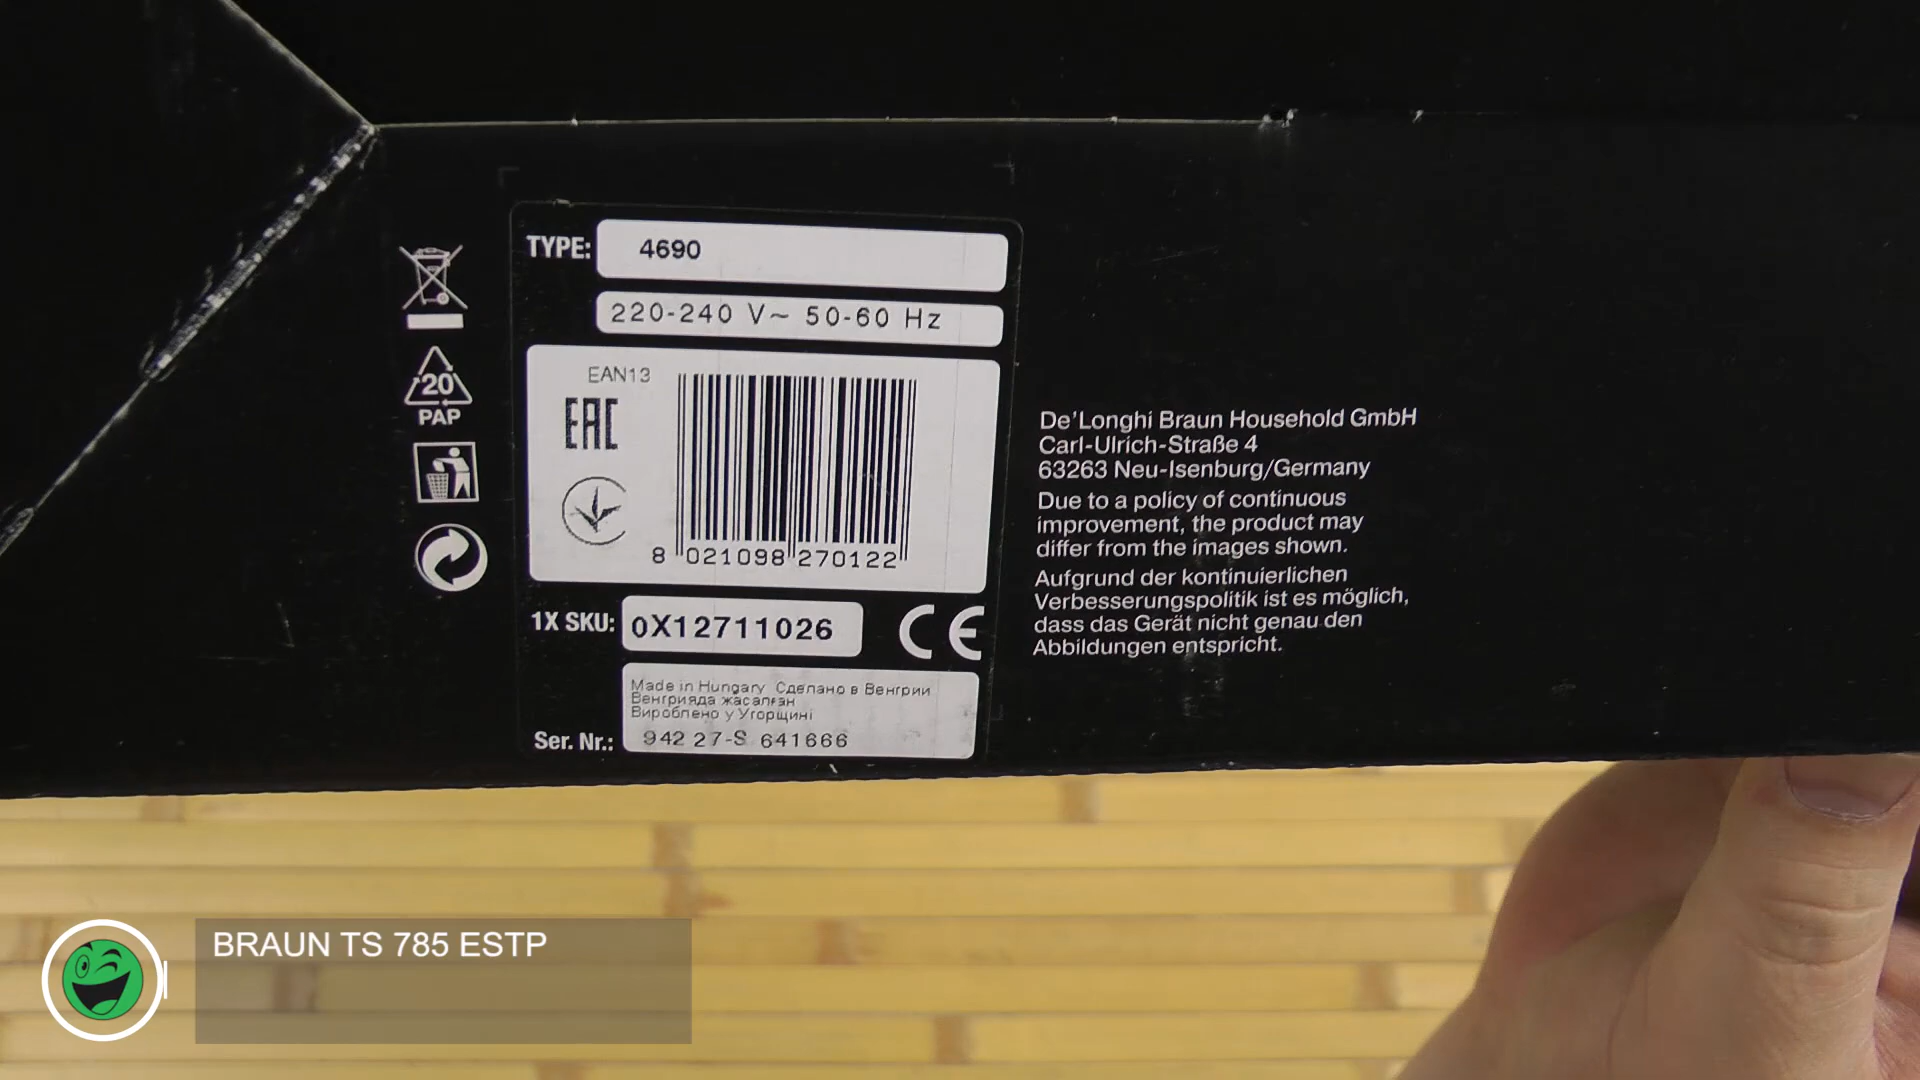 TYPE: 4690
220-240 V~ 50-60 Hz
EAN13
EAC
8 021098 270122
1X SKU: 0X12711026
CE
Made in Hungary Сделано в Венгрии
Венгрияда жасалған
Вироблено у Угорщині
Ser. Nr.: 942 27-S 641666
20
PAP
De'Longhi Braun Household GmbH
Carl-Ulrich-Straße 4
63263 Neu-Isenburg/Germany
Due to a policy of continuous
improvement, the product may
differ from the images shown.
Aufgrund der kontinuierlichen
Verbesserungspolitik ist es möglich,
dass das Gerät nicht genau den
Abbildungen entspricht.
BRAUN TS 785 ESTP